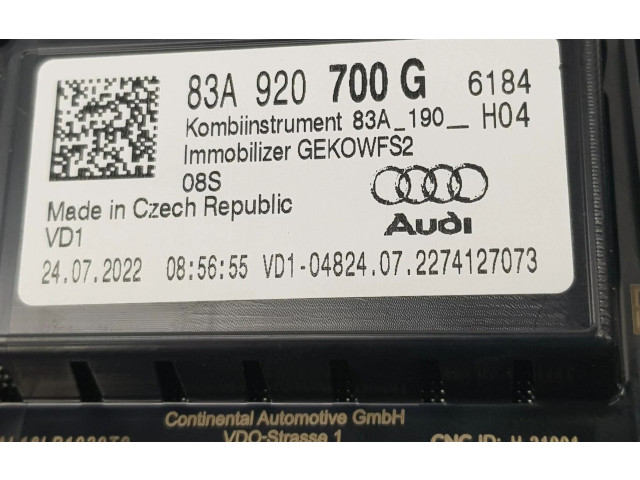 83A 920 700 G 6184
Kombiinstrument 83A_190__ H04
Immobilizer GEKOWFS2
08S
Made in Czech Republic
Audi
VD1
24.07.2022 08:56:55 VD1-04824.07.2274127073
Continental Automotive GmbH
VDO-Strasse 1